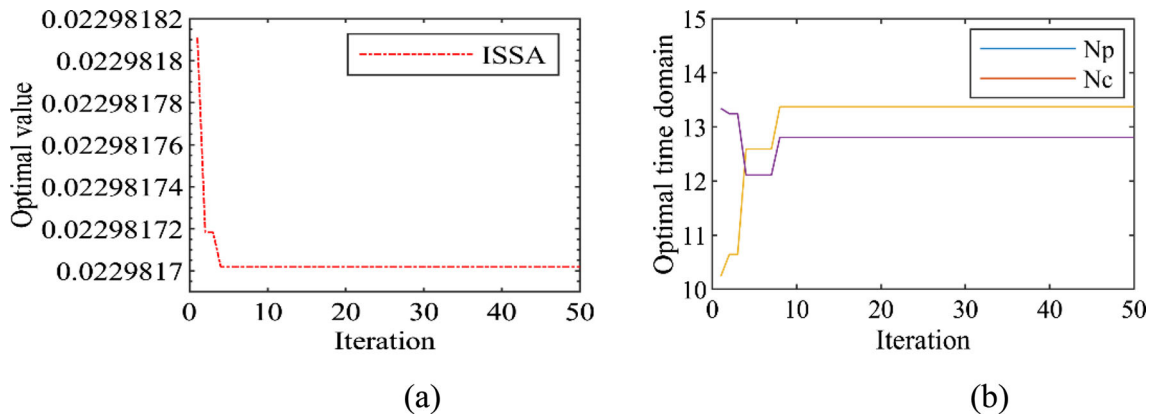 0.02298182
0.0229818
0.02298178
0.02298176
0.02298174
0.02298172
0.0229817
Optimal value
ISSA
0 10 20 30 40 50
Iteration
(a)
15
14
13
12
11
10
Optimal time domain
Np
Nc
0 10 20 30 40 50
Iteration
(b)